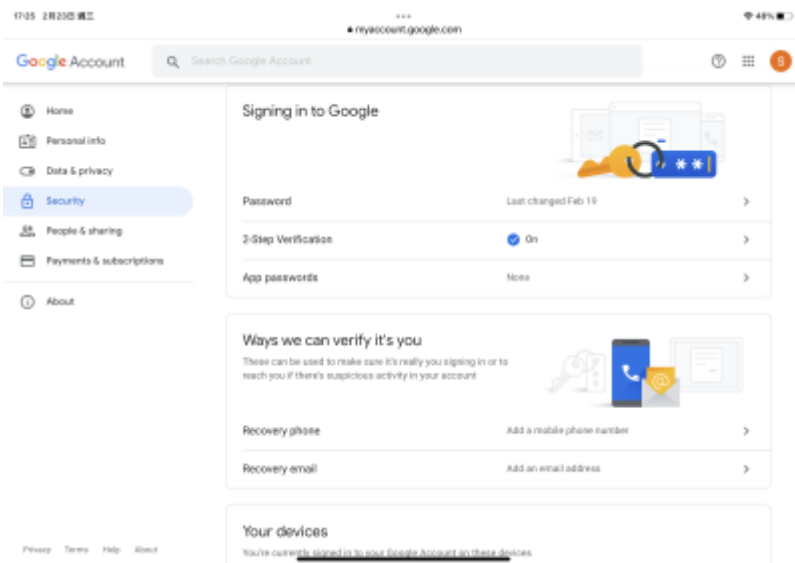 17:05 2月23日 週三
48%
myaccount.google.com
Google Account
Search Google Account
S
Home
Personal info
Data & privacy
Security
People & sharing
Payments & subscriptions
About
Signing in to Google
Password Last changed Feb 19
2-Step Verification On
App passwords None
Ways we can verify it's you
These can be used to make sure it's really you signing in or to
reach you if there's suspicious activity in your account
Recovery phone Add a mobile phone number
Recovery email Add an email address
Your devices
You're currently signed in to your Google Account on these devices
Privacy Terms Help About